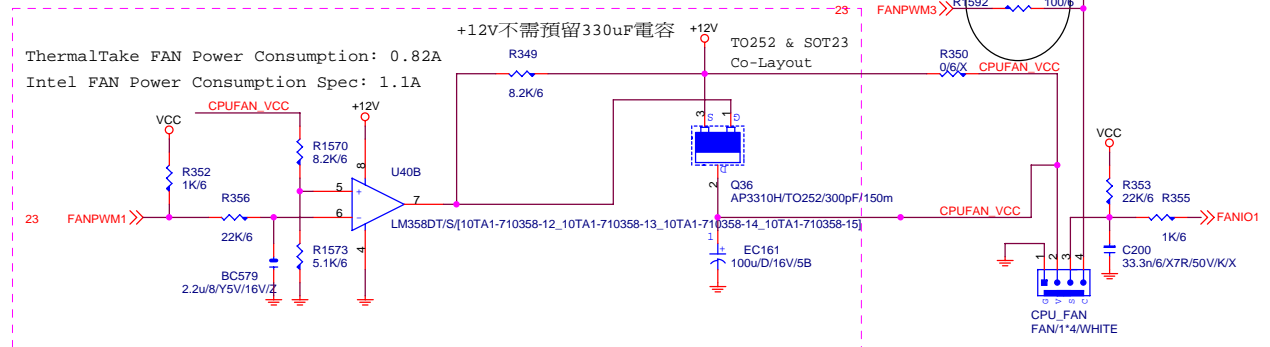 23
FANPWM3
R1592
100/6
+12V不需預留330uF電容
+12V
TO252 & SOT23
Co-Layout
ThermalTake FAN Power Consumption: 0.82A
Intel FAN Power Consumption Spec: 1.1A
R349
8.2K/6
R350
0/6/X
CPUFAN_VCC
CPUFAN_VCC
+12V
VCC
R352
1K/6
R1570
8.2K/6
8
U40B
3
S
1
G
D
2
Q36
AP3310H/TO252/300pF/150m
VCC
R353
22K/6
R355
1K/6
FANIO1
R356
22K/6
5
+
6
-
7
4
23
FANPWM1
LM358DT/S/[10TA1-710358-12_10TA1-710358-13_10TA1-710358-14_10TA1-710358-15]
CPUFAN_VCC
R1573
5.1K/6
BC579
2.2u/8/Y5V/16V/Z
1
+
EC161
100u/D/16V/5B
C200
33.3n/6/X7R/50V/K/X
1
2
3
4
G
V
S
C
CPU_FAN
FAN/1*4/WHITE